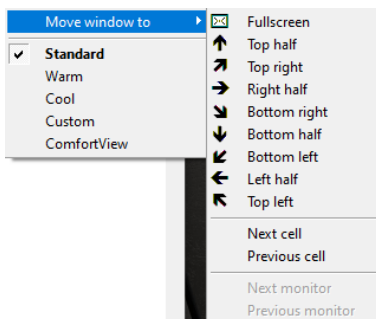 Move window to
Standard
Warm
Cool
Custom
ComfortView
Fullscreen
Top half
Top right
Right half
Bottom right
Bottom half
Bottom left
Left half
Top left
Next cell
Previous cell
Next monitor
Previous monitor